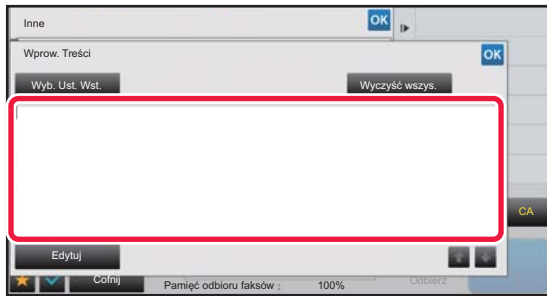 Inne OK
Wprow. Treści OK
Wyb. Ust. Wst. Wyczyść wszys.
CA
Edytuj
Cofnij Pamięć odbioru faksów : 100% Odbierz